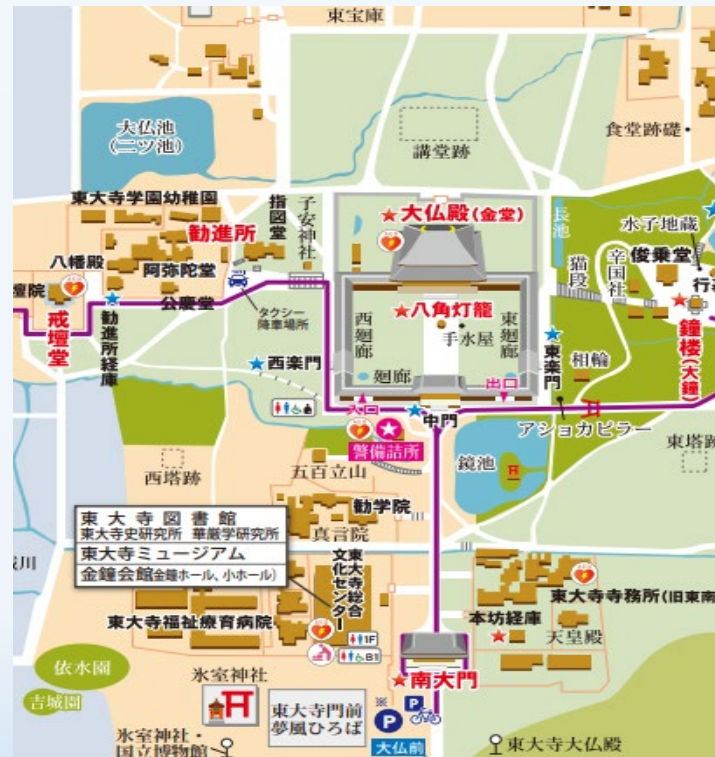 東宝庫
大仏池
(二ツ池)
講堂跡
食堂跡礎
東大寺学園幼稚園
勧進所
指図堂
子安神社
★大仏殿(金堂)
長池
水子地蔵
八幡殿
阿弥陀堂
公慶堂
猫段
辛国社
俊乗堂
行
壇院
戒壇堂
勧進所経庫
タクシー
降車場所
西廻廊
★八角灯籠
手水屋
東廻廊
廻廊
東楽門
相輪
★
鐘楼(大鐘)
西楽門
入口
中門
出口
アショカピラー
警備詰所
鏡池
東塔跡
西塔跡
五百立山
勧学院
真言院
東大寺図書館
東大寺史研究所 華厳学研究所
東大寺ミュージアム
金鐘会館(金鐘ホール、小ホール)
東大寺総合
文化センター
川
東大寺福祉療育病院
1F
B1
東大寺寺務所(旧東南
本坊経庫
★
天皇殿
依水園
吉城園
氷室神社
★南大門
東大寺門前
夢風ひろば
※
P
P
大仏前
氷室神社・
国立博物館
東大寺大仏殿